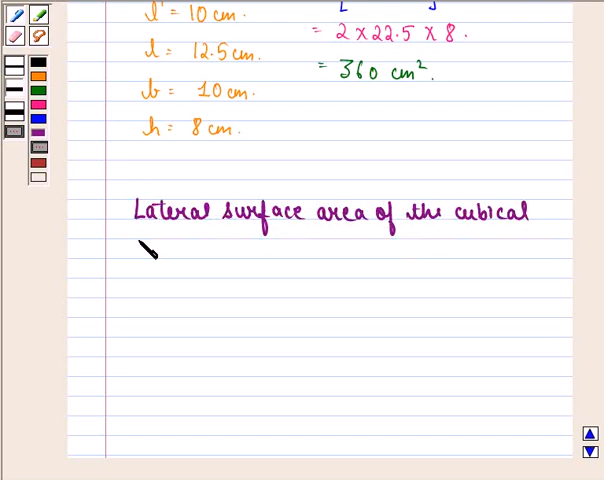 l' = 10 cm.
= 2 × 22.5 × 8.
l = 12.5 cm.
= 360 cm².
b = 10 cm.
h = 8 cm.
Lateral surface area of the cubical